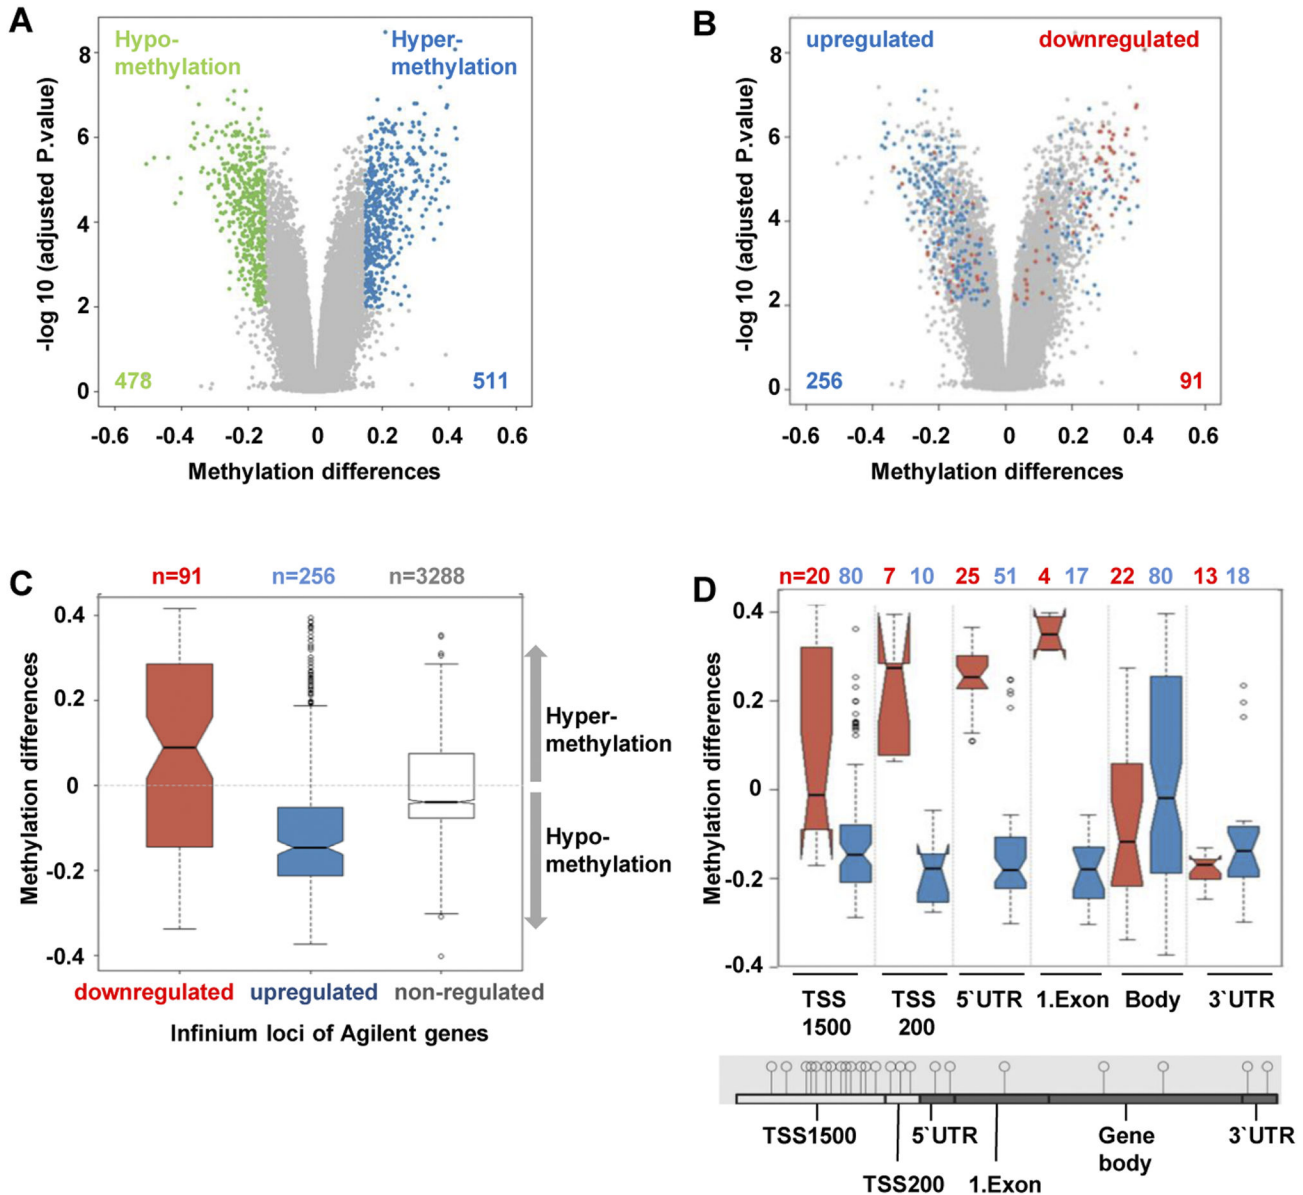 A
Hypo-
methylation
Hyper-
methylation
-log 10 (adjusted P.value)
8
6
4
2
0
478
511
-0.6 -0.4 -0.2 0 0.2 0.4 0.6
Methylation differences
B
upregulated
downregulated
-log 10 (adjusted P.value)
8
6
4
2
0
256
91
-0.6 -0.4 -0.2 0 0.2 0.4 0.6
Methylation differences
C
n=91 n=256 n=3288
Methylation differences
0.4
0.2
0
-0.2
-0.4
Hyper-
methylation
Hypo-
methylation
downregulated upregulated non-regulated
Infinium loci of Agilent genes
D
n=20 80 7 10 25 51 4 17 22 80 13 18
Methylation differences
0.4
0.2
0
-0.2
-0.4
TSS
1500
TSS
200
5`UTR
1.Exon
Body
3`UTR
TSS1500
5`UTR
Gene
body
3`UTR
TSS200
1.Exon